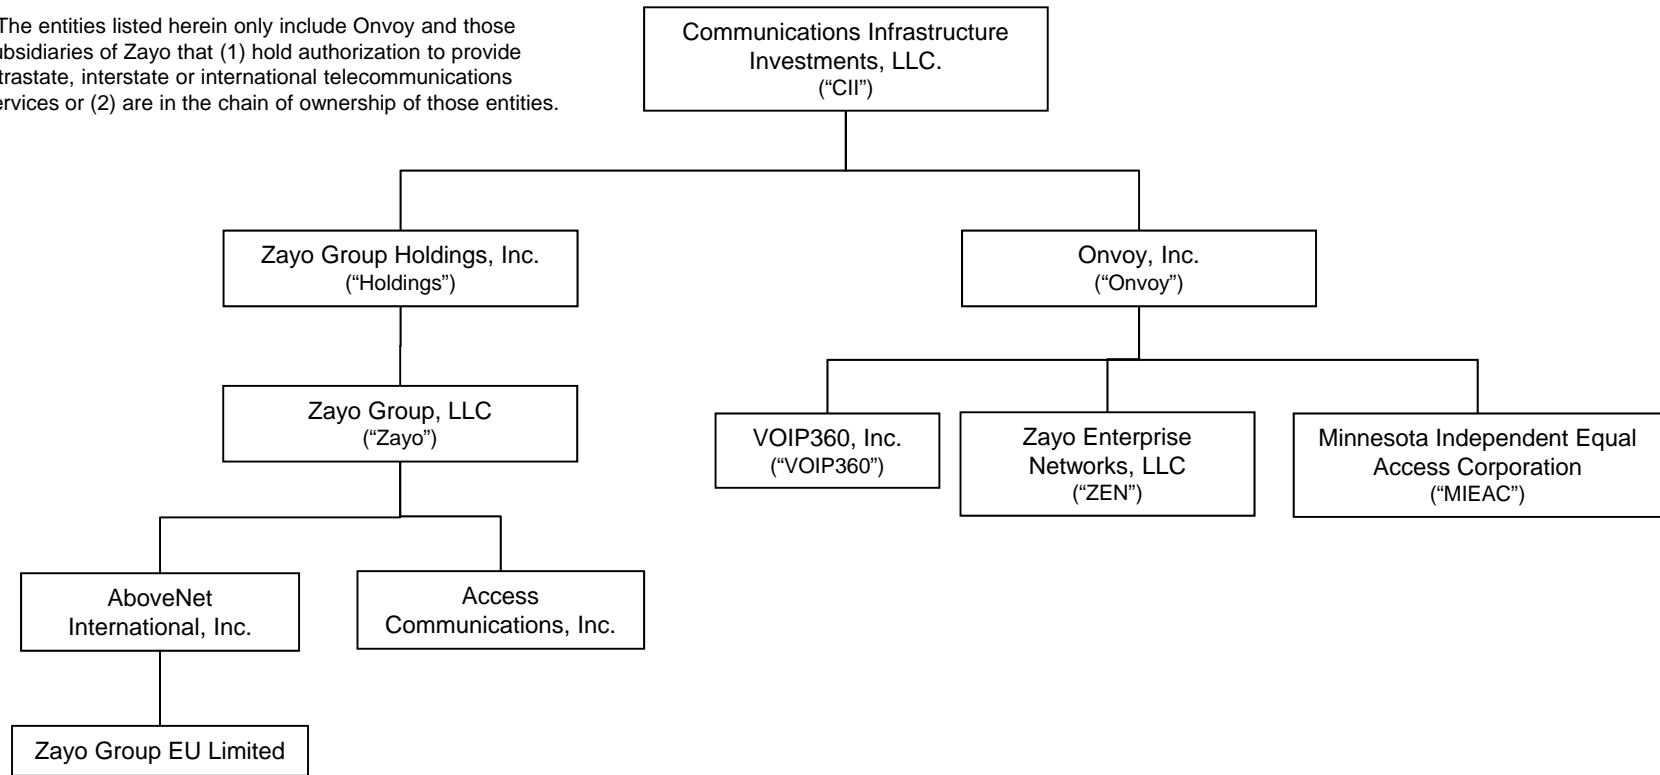 The entities listed herein only include Onvoy and those
ubsidiaries of Zayo that (1) hold authorization to provide
trastate, interstate or international telecommunications
ervices or (2) are in the chain of ownership of those entities.
Communications Infrastructure
Investments, LLC.
(“CII”)
Zayo Group Holdings, Inc.
(“Holdings”)
Onvoy, Inc.
(“Onvoy”)
Zayo Group, LLC
(“Zayo”)
VOIP360, Inc.
(“VOIP360”)
Zayo Enterprise
Networks, LLC
(“ZEN”)
Minnesota Independent Equal
Access Corporation
(“MIEAC”)
AboveNet
International, Inc.
Access
Communications, Inc.
Zayo Group EU Limited